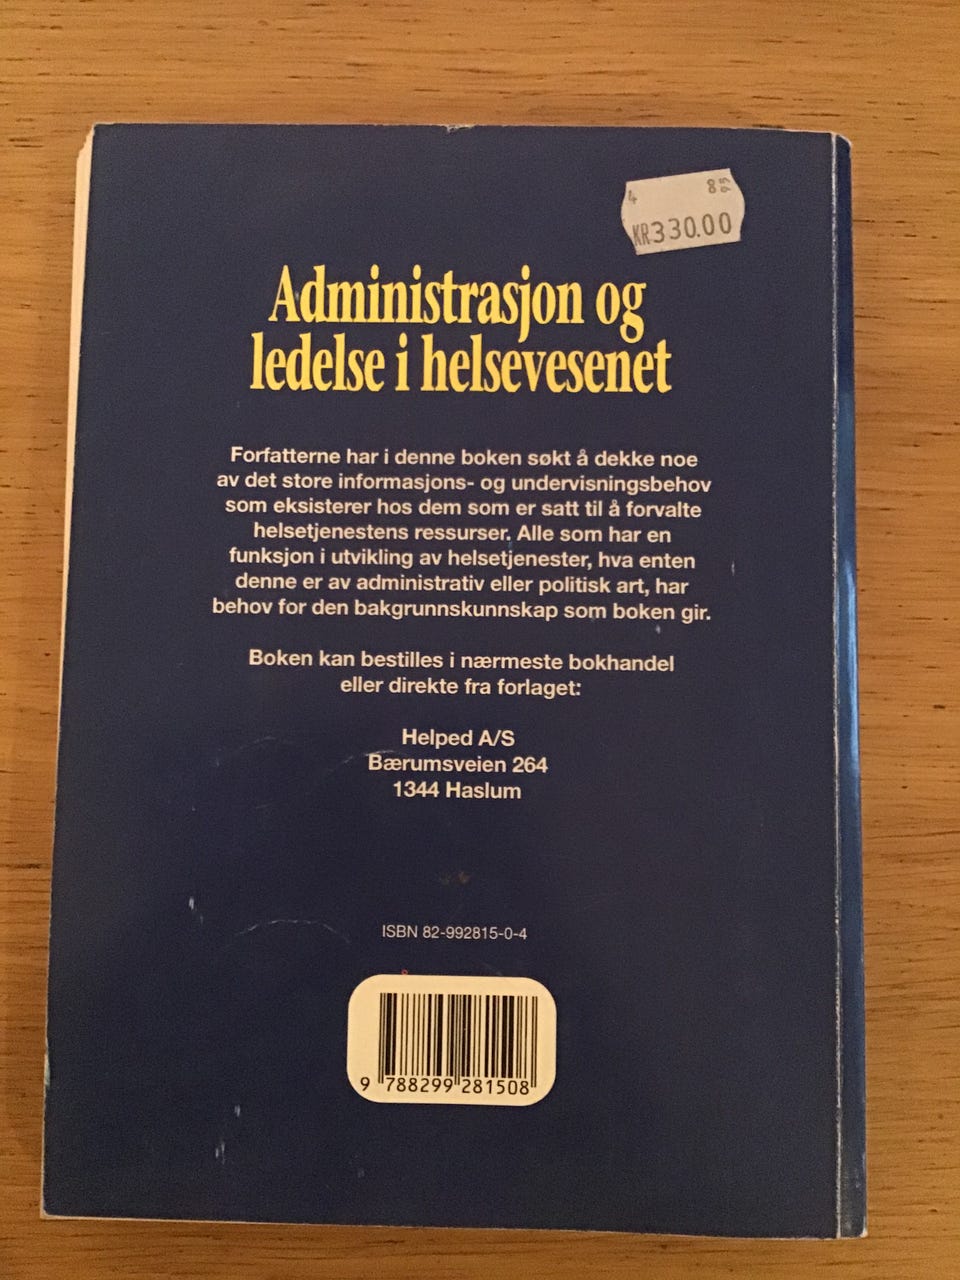 4 8
KR330.00
Administrasjon og
ledelse i helsevesenet
Forfatterne har i denne boken søkt å dekke noe
av det store informasjons- og undervisningsbehov
som eksisterer hos dem som er satt til å forvalte
helsetjenestens ressurser. Alle som har en
funksjon i utvikling av helsetjenester, hva enten
denne er av administrativ eller politisk art, har
behov for den bakgrunnskunnskap som boken gir.
Boken kan bestilles i nærmeste bokhandel
eller direkte fra forlaget:
Helped A/S
Bærumsveien 264
1344 Haslum
ISBN 82-992815-0-4
9 788299 281508